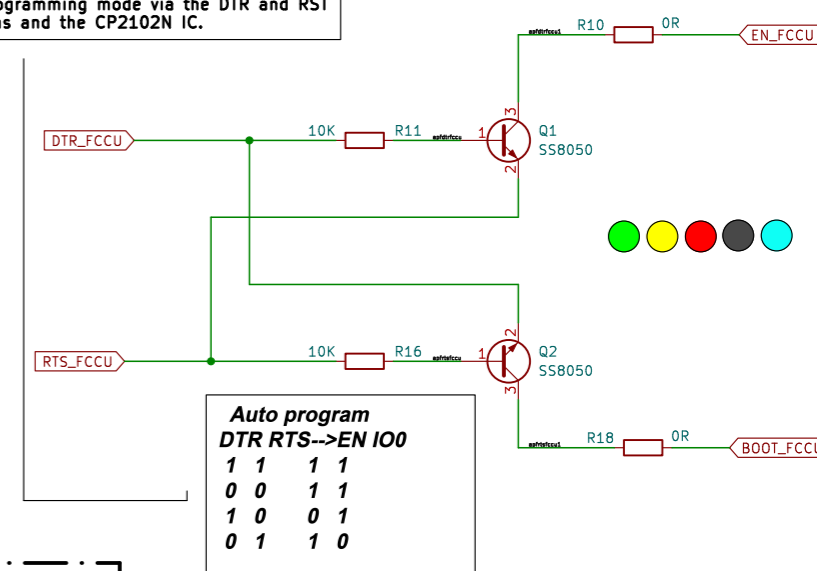 ogramming mode via the DTR and RST
ns and the CP2102N IC.
R10 0R
EN_FCCU
3
DTR_FCCU
10K R11
1
Q1
SS8050
2
RTS_FCCU
10K R16
2
1
Q2
SS8050
3
R18 0R
BOOT_FCCU
Auto program
DTR RTS-->EN IO0
1 1 1 1
0 0 1 1
1 0 0 1
0 1 1 0